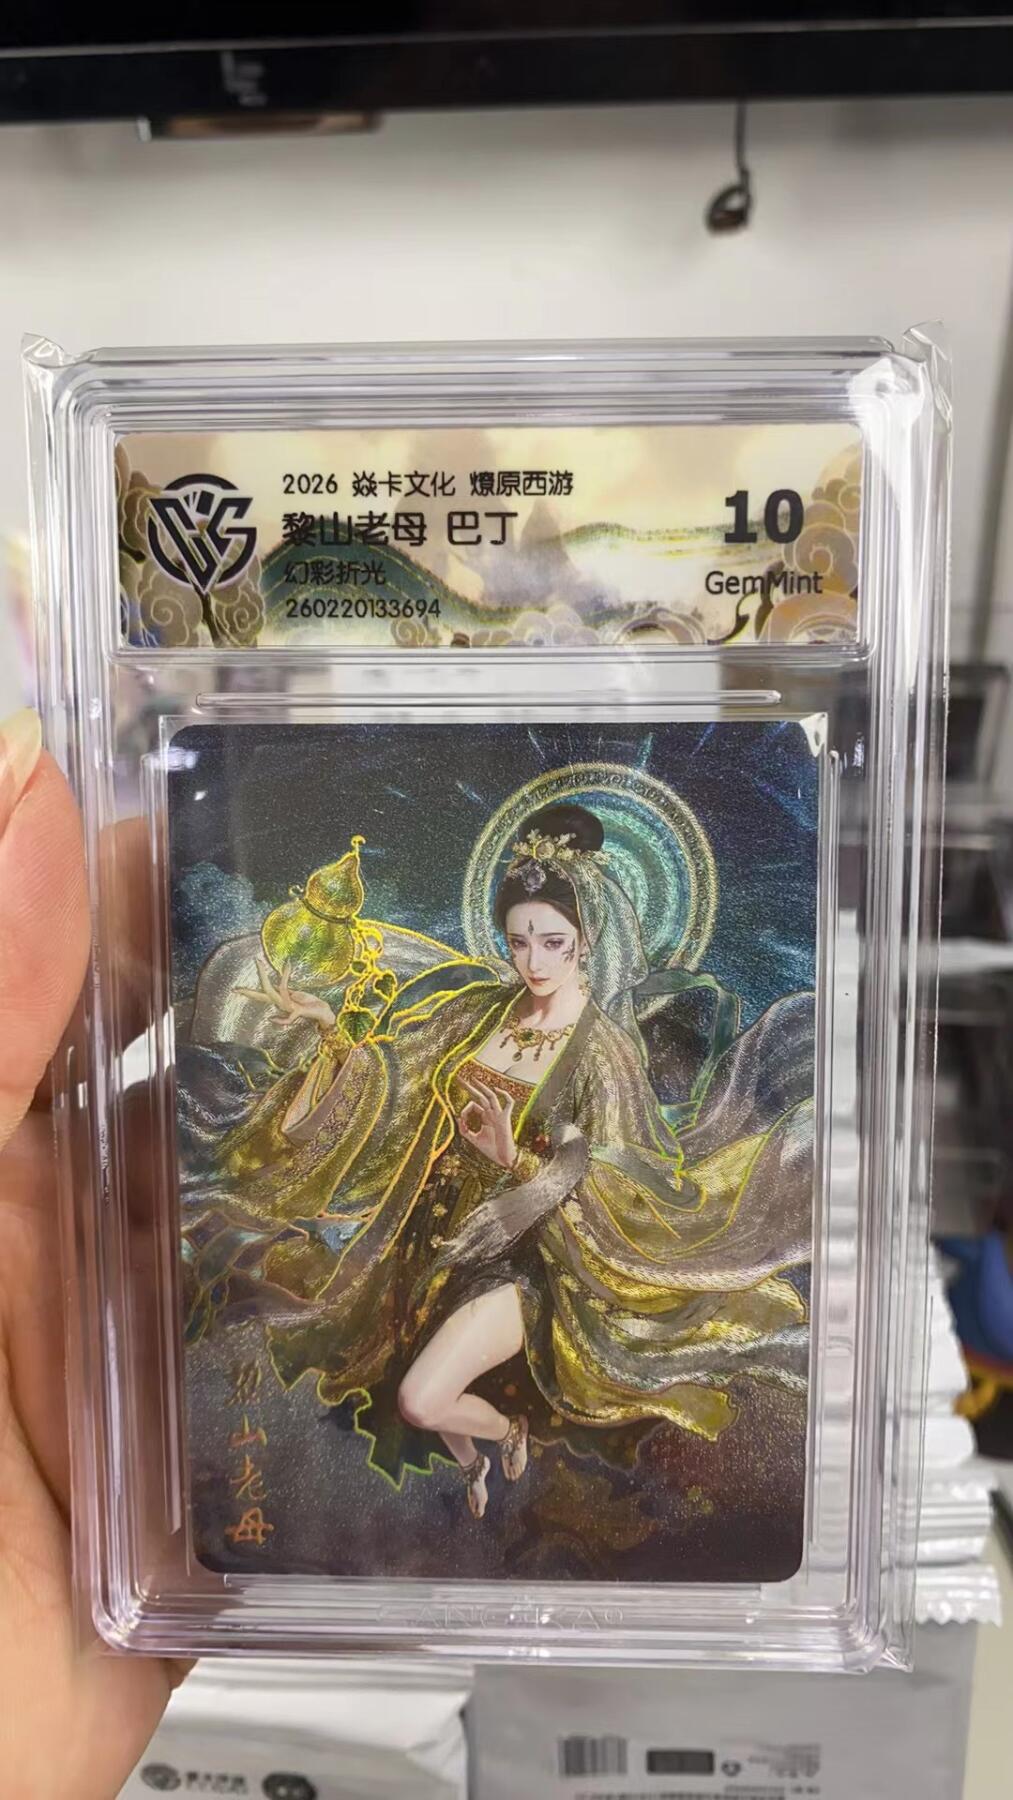 2026 焱卡文化 燎原西游
黎山老母 巴丁
幻彩折光
260220133694
10
GemMint
黎山老母